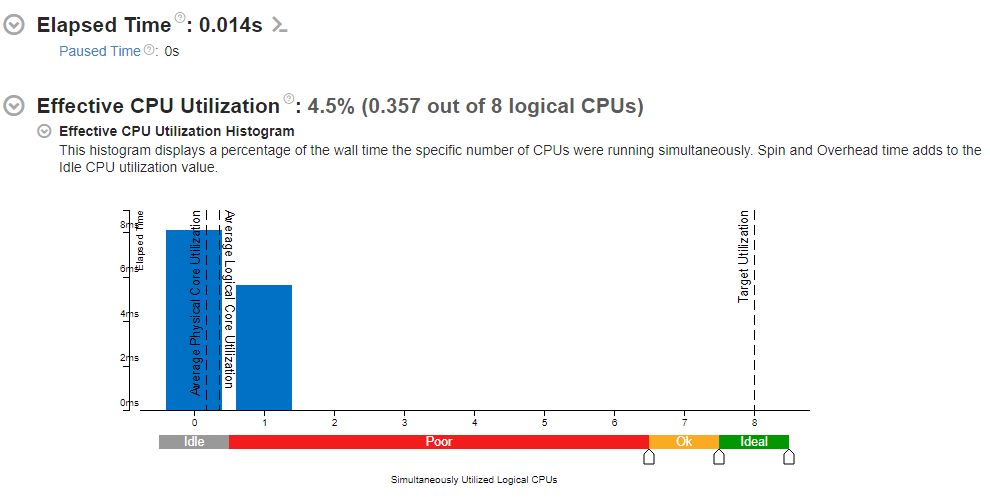 Elapsed Time ?: 0.014s
Paused Time ?: 0s
Effective CPU Utilization ?: 4.5% (0.357 out of 8 logical CPUs)
Effective CPU Utilization Histogram
This histogram displays a percentage of the wall time the specific number of CPUs were running simultaneously. Spin and Overhead time adds to the
Idle CPU utilization value.
Elapsed Time
8ms
6ms
4ms
2ms
0ms
Average Physical Core Utilization
Average Logical Core Utilization
Target Utilization
0 1 2 3 4 5 6 7 8
Idle Poor Ok Ideal
Simultaneously Utilized Logical CPUs